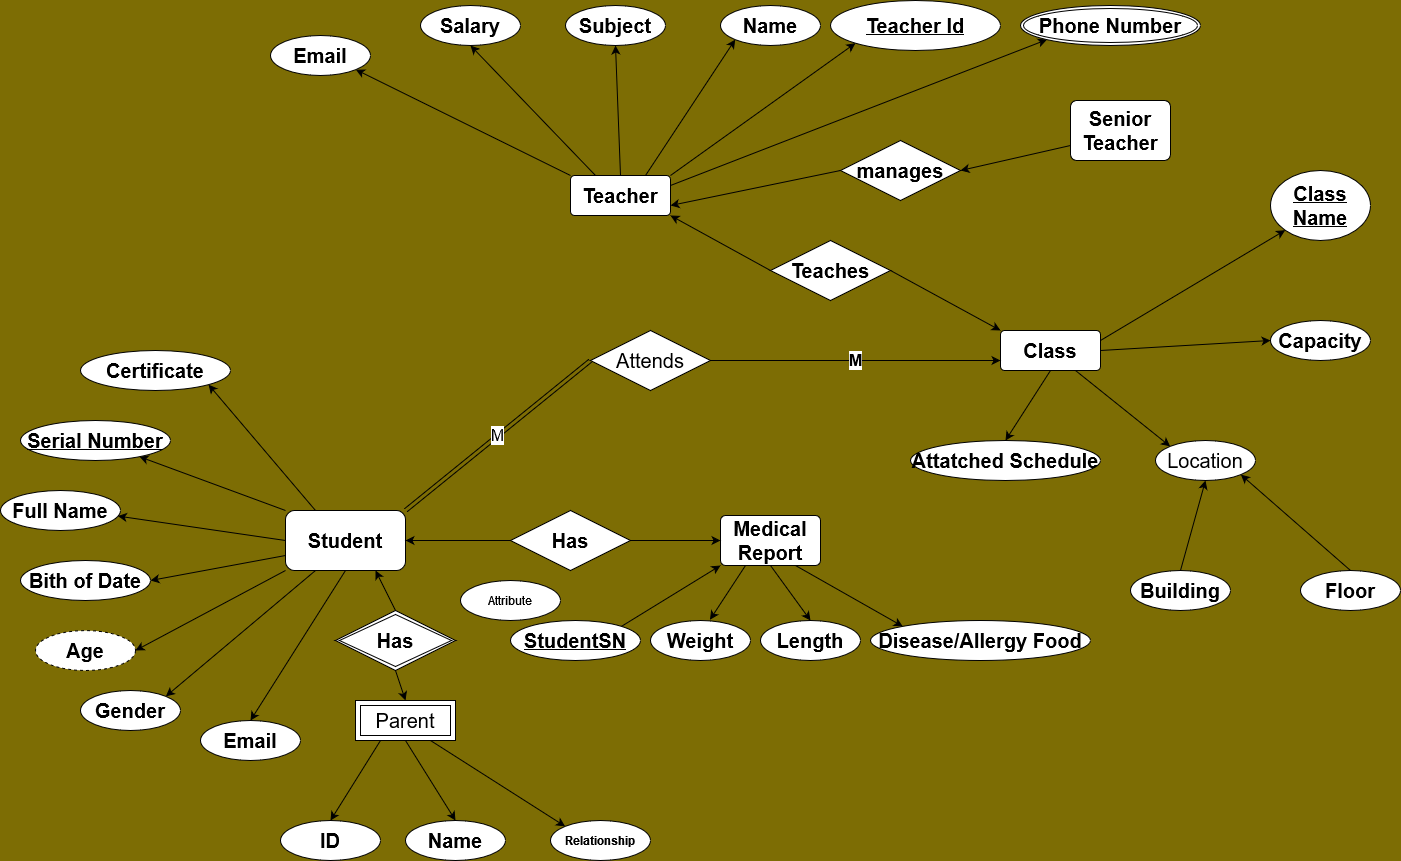 Salary
Subject
Name
Teacher Id
Phone Number
Email
Senior
Teacher
manages
Teacher
Class
Name
Teaches
Class
Capacity
Attends
M
Certificate
M
Serial Number
Attatched Schedule
Location
Full Name
Student
Has
Medical
Report
Bith of Date
Attribute
Building
Floor
Age
Has
StudentSN
Weight
Length
Disease/Allergy Food
Gender
Email
Parent
ID
Name
Relationship